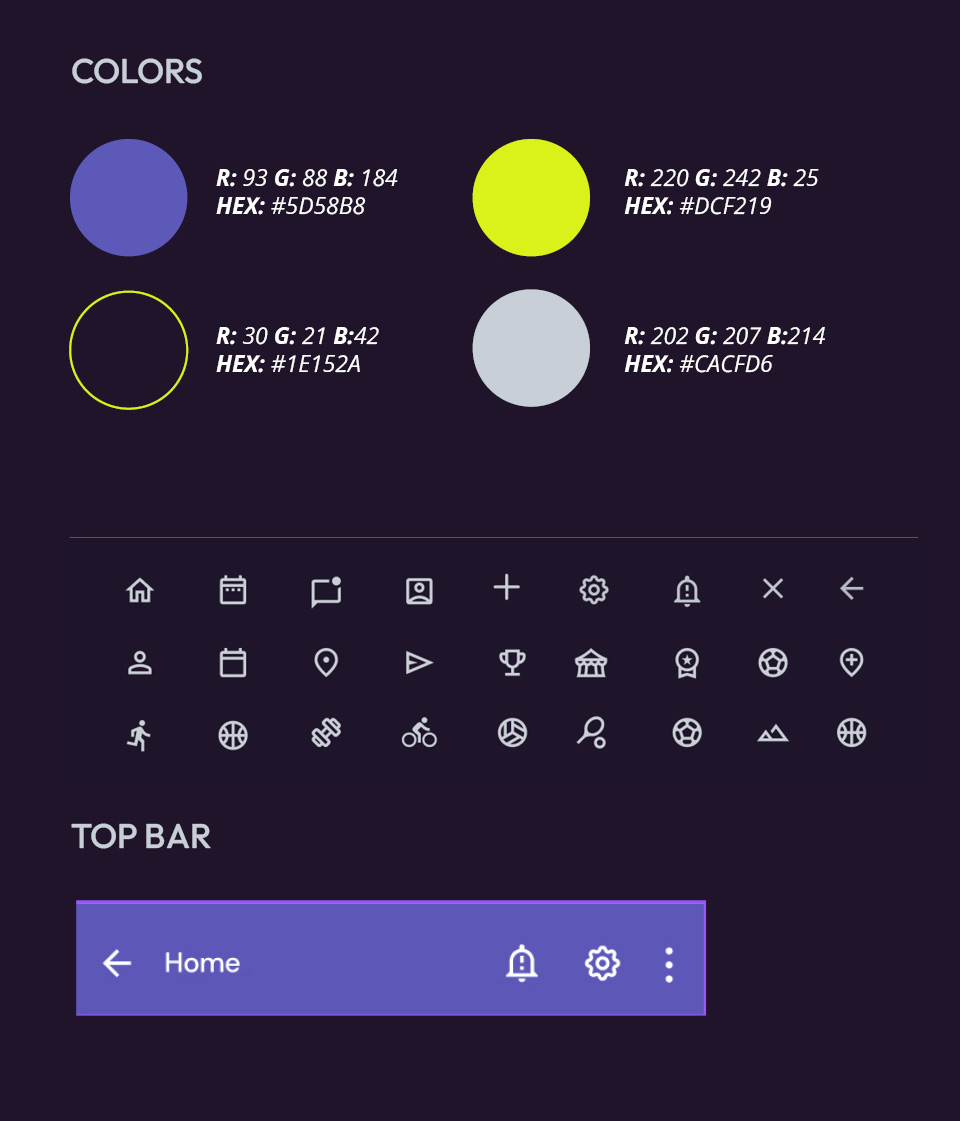 COLORS
R: 93 G: 88 B: 184
HEX: #5D58B8
R: 220 G: 242 B: 25
HEX: #DCF219
R: 30 G: 21 B:42
HEX: #1E152A
R: 202 G: 207 B:214
HEX: #CACFD6
TOP BAR
Home